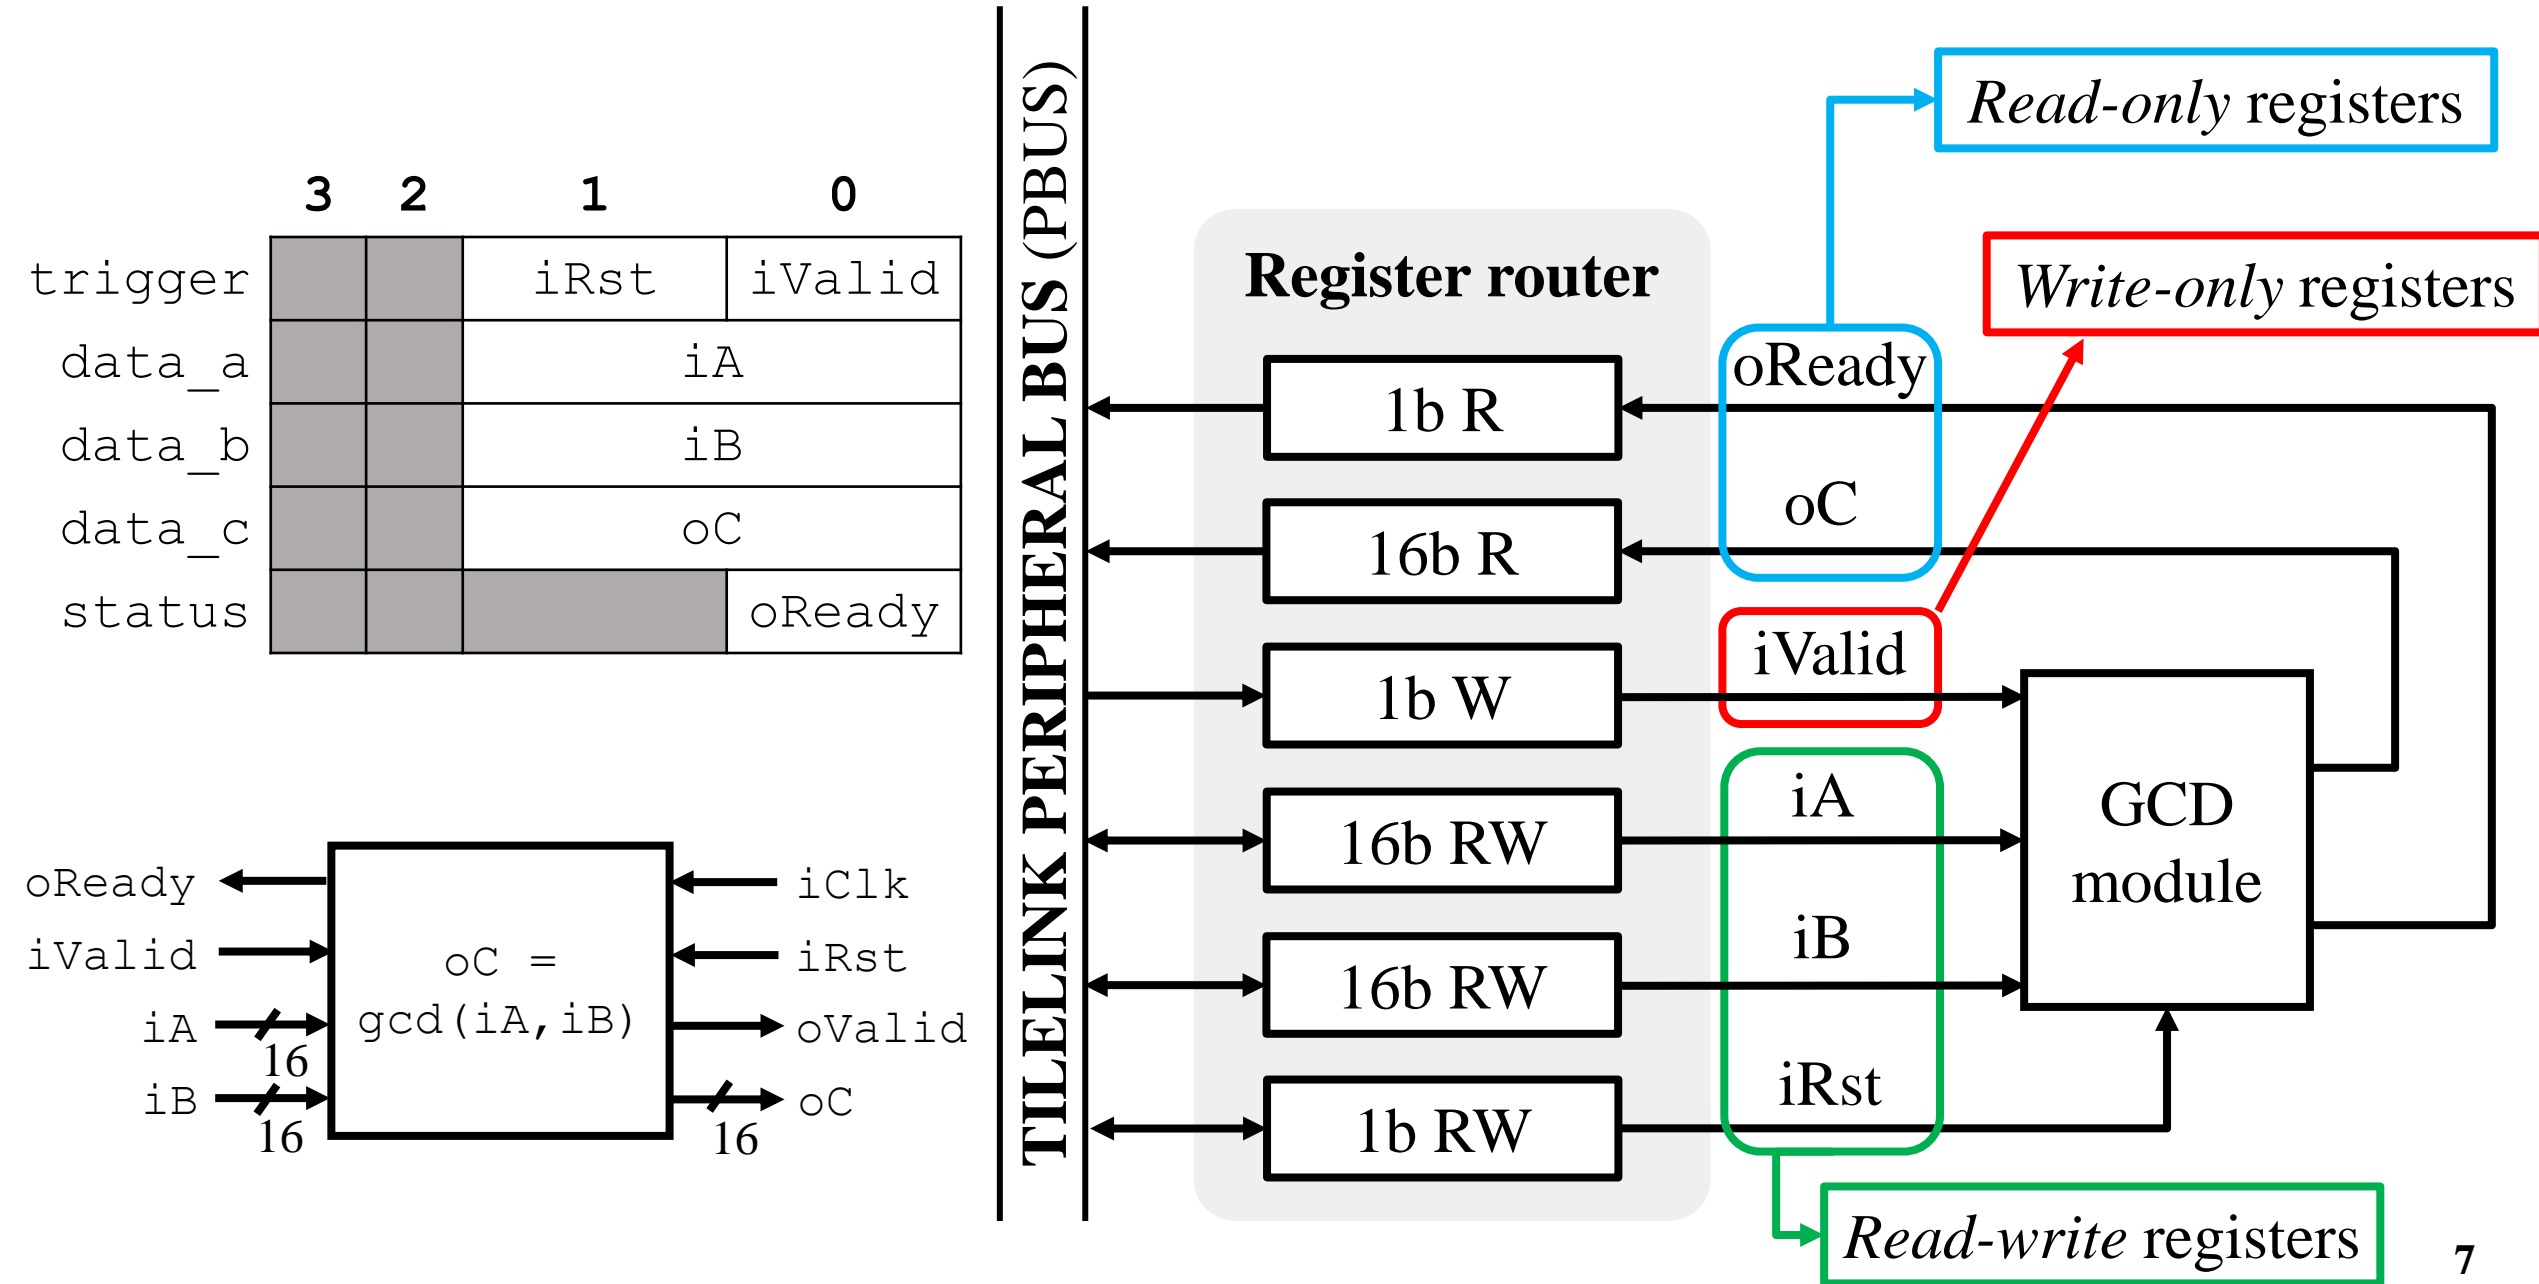 3 2 1 0
trigger iRst iValid
data_a iA
data_b iB
data_c oC
status oReady
oReady
iValid
iA
16
iB
16
oC =
gcd(iA,iB)
iClk
iRst
oValid
oC
16
TILELINK PERIPHERAL BUS (PBUS)
Register router
1b R
16b R
1b W
16b RW
16b RW
1b RW
oReady
oC
iValid
iA
iB
iRst
Read-only registers
Write-only registers
GCD
module
Read-write registers
7